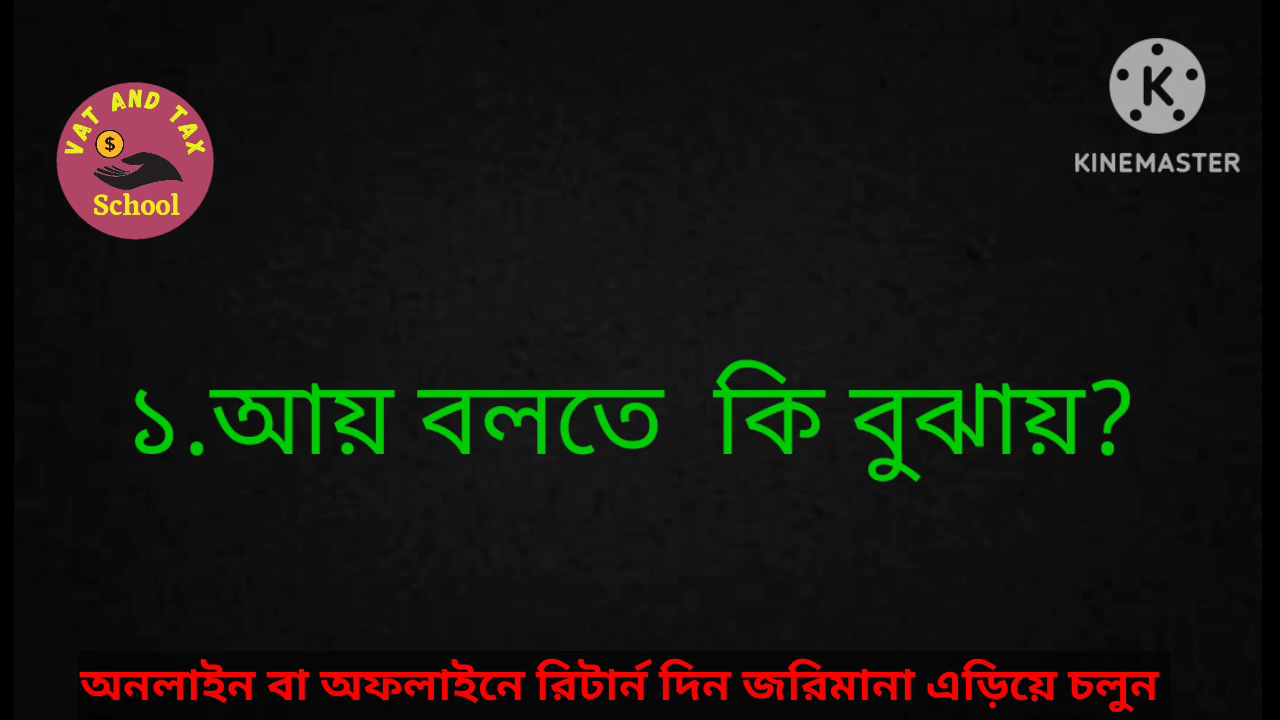 VAT AND TAX
$
School
K
KINEMASTER
১.আয় বলতে কি বুঝায়?
অনলাইন বা অফলাইনে রিটার্ন দিন জরিমানা এড়িয়ে চলুন